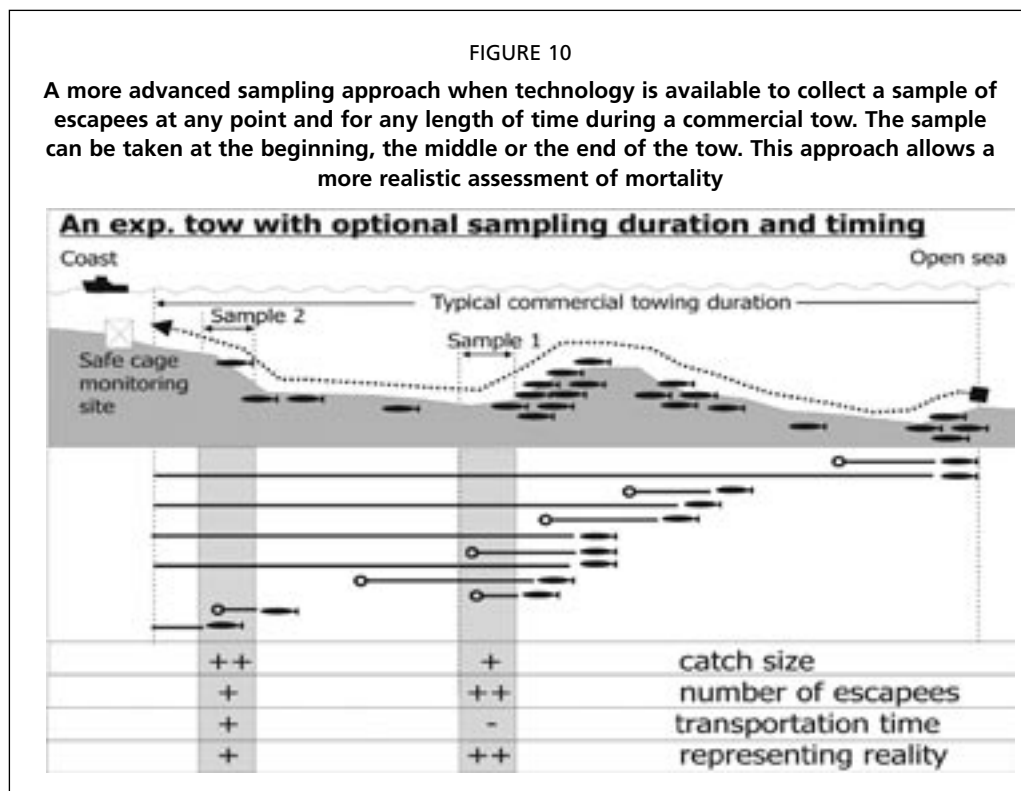 FIGURE 10
A more advanced sampling approach when technology is available to collect a sample of
escapees at any point and for any length of time during a commercial tow. The sample
can be taken at the beginning, the middle or the end of the tow. This approach allows a
more realistic assessment of mortality
An exp. tow with optional sampling duration and timing
Coast
Open sea
Typical commercial towing duration
Sample 2
Sample 1
Safe cage
monitoring
site
++ + catch size
+ ++ number of escapees
+ - transportation time
+ ++ representing reality